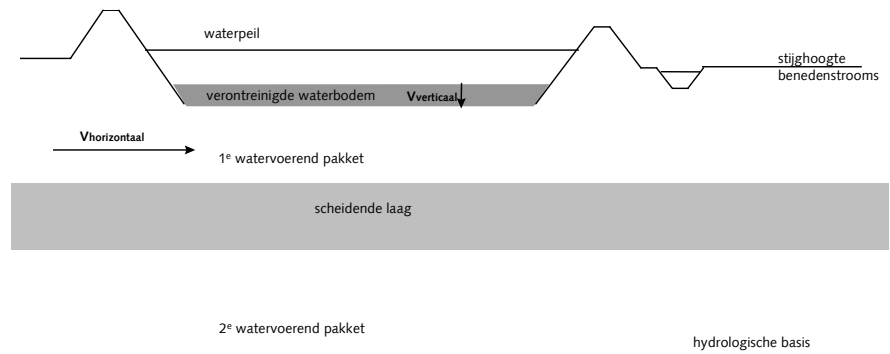 waterpeil
stijghoogte
benedenstrooms
verontreinigde waterbodem
Vverticaal
Vhorizontaal
1e watervoerend pakket
scheidende laag
2e watervoerend pakket
hydrologische basis